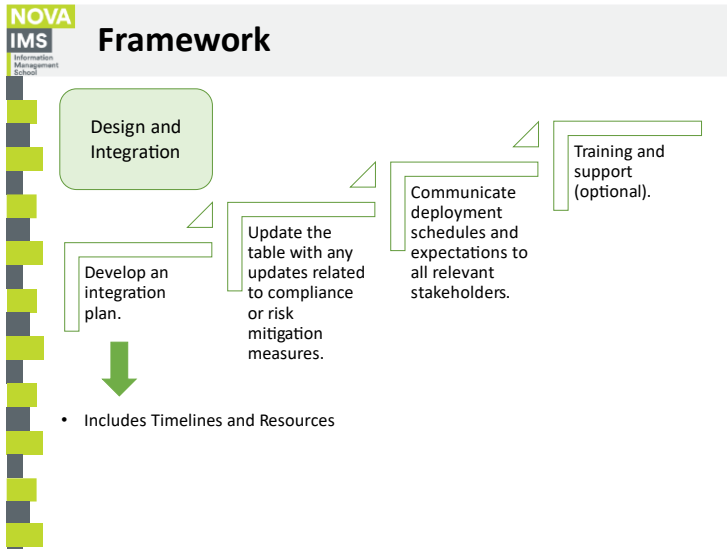 NOVA
IMS
Information
Management
School
Framework
Design and
Integration
Develop an
integration
plan.
Update the
table with any
updates related
to compliance
or risk
mitigation
measures.
Communicate
deployment
schedules and
expectations to
all relevant
stakeholders.
Training and
support
(optional).
• Includes Timelines and Resources